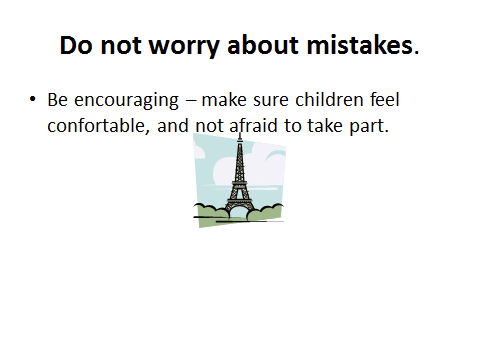 Do not worry about mistakes.
• Be encouraging – make sure children feel
confortable, and not afraid to take part.